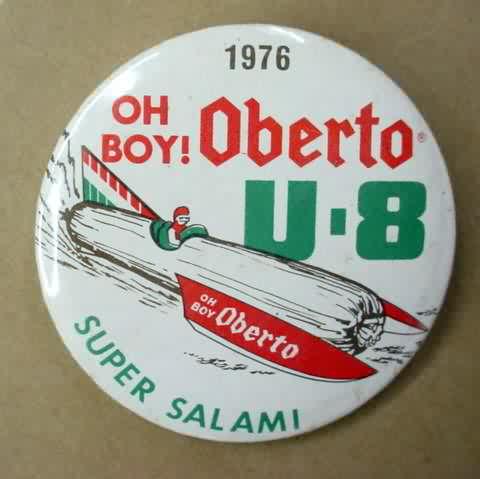 1976
OH
BOY! Oberto®
U-8
OH
BOY Oberto
SUPER SALAMI